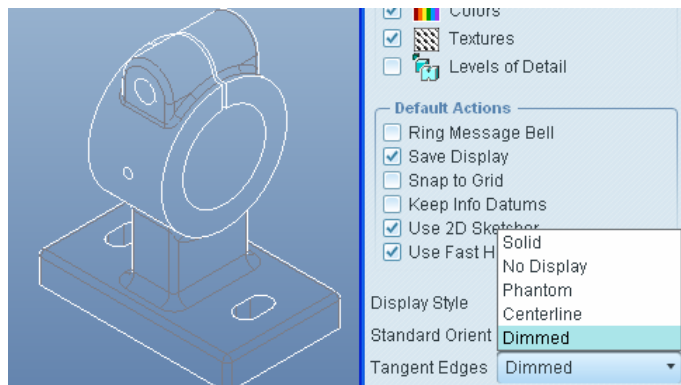 Colors
Textures
Levels of Detail
Default Actions
Ring Message Bell
Save Display
Snap to Grid
Keep Info Datums
Use 2D Sketcher
Use Fast H
Solid
No Display
Phantom
Centerline
Dimmed
Display Style
Standard Orient
Tangent Edges Dimmed